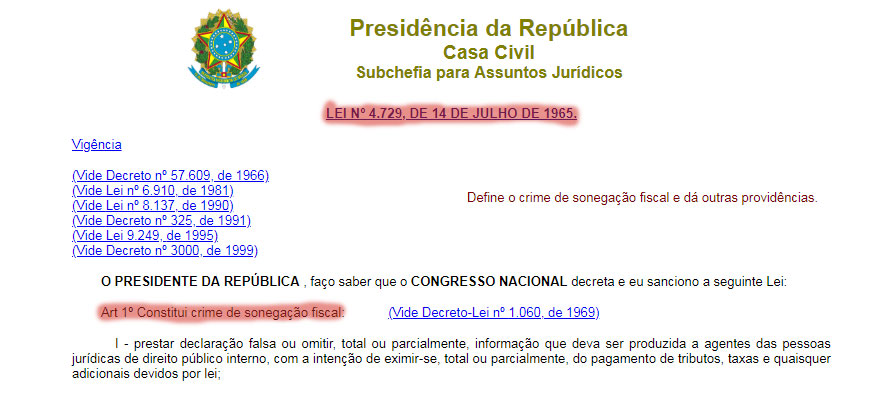 Presidência da República
Casa Civil
Subchefia para Assuntos Jurídicos
LEI Nº 4.729, DE 14 DE JULHO DE 1965.
Vigência
(Vide Decreto nº 57.609, de 1966)
(Vide Lei nº 6.910, de 1981)
(Vide Lei nº 8.137, de 1990)
(Vide Decreto nº 325, de 1991)
(Vide Lei 9.249, de 1995)
(Vide Decreto nº 3000, de 1999)
Define o crime de sonegação fiscal e dá outras providências.
O PRESIDENTE DA REPÚBLICA , faço saber que o CONGRESSO NACIONAL decreta e eu sanciono a seguinte Lei:
Art 1º Constitui crime de sonegação fiscal: (Vide Decreto-Lei nº 1.060, de 1969)
I - prestar declaração falsa ou omitir, total ou parcialmente, informação que deva ser produzida a agentes das pessoas
jurídicas de direito público interno, com a intenção de eximir-se, total ou parcialmente, do pagamento de tributos, taxas e quaisquer
adicionais devidos por lei;